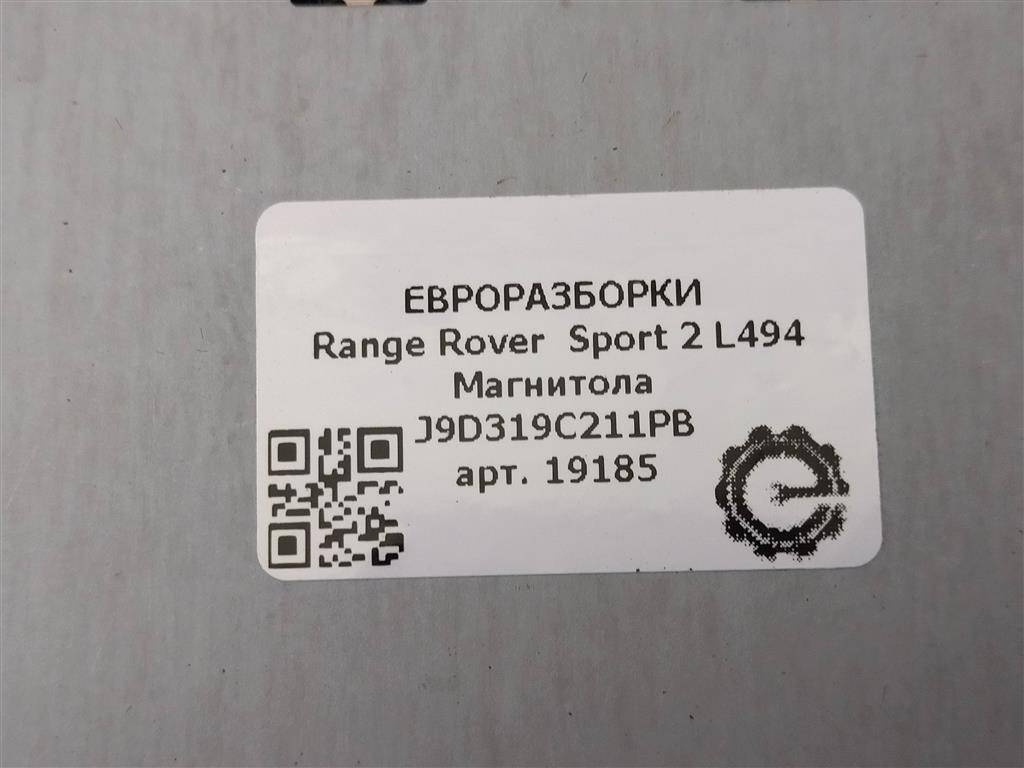 ЕВРОРАЗБОРКИ
Range Rover Sport 2 L494
Магнитола
J9D319C211PB
арт. 19185